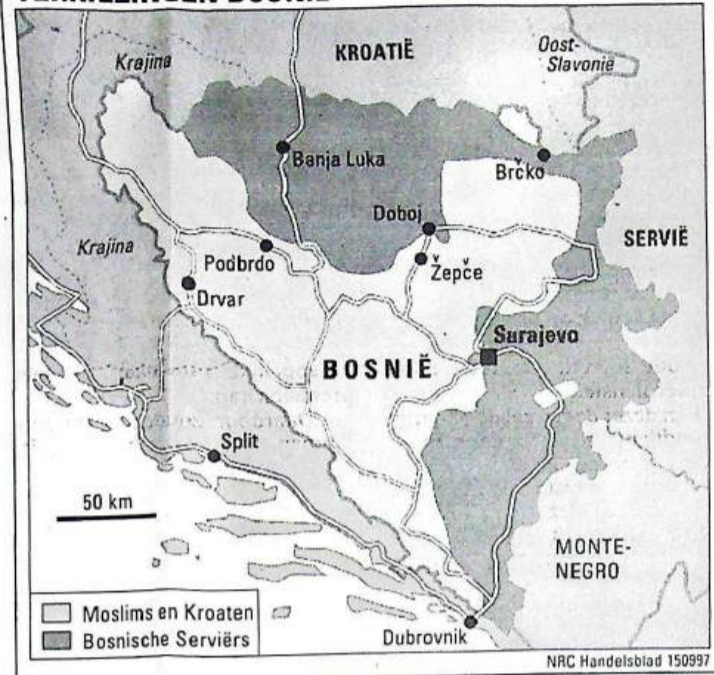 Krajina
KROATIË
Oost-
Slavonië
Banja Luka
Brčko
Doboj
SERVIË
Krajina
Podbrdo
Žepče
Drvar
Sarajevo
BOSNIË
Split
50 km
MONTE-
NEGRO
Moslims en Kroaten
Bosnische Serviërs
Dubrovnik
NRC Handelsblad 150997